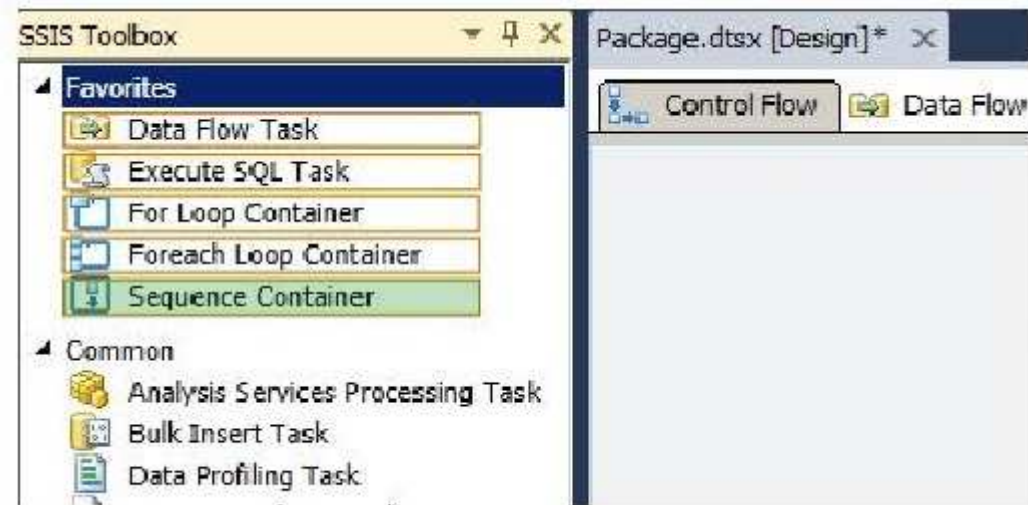 SSIS Toolbox
Favorites
Data Flow Task
Execute SQL Task
For Loop Container
Foreach Loop Container
Sequence Container
Common
Analysis Services Processing Task
Bulk Insert Task
Data Profiling Task
Package.dtsx [Design]*
Control Flow
Data Flow